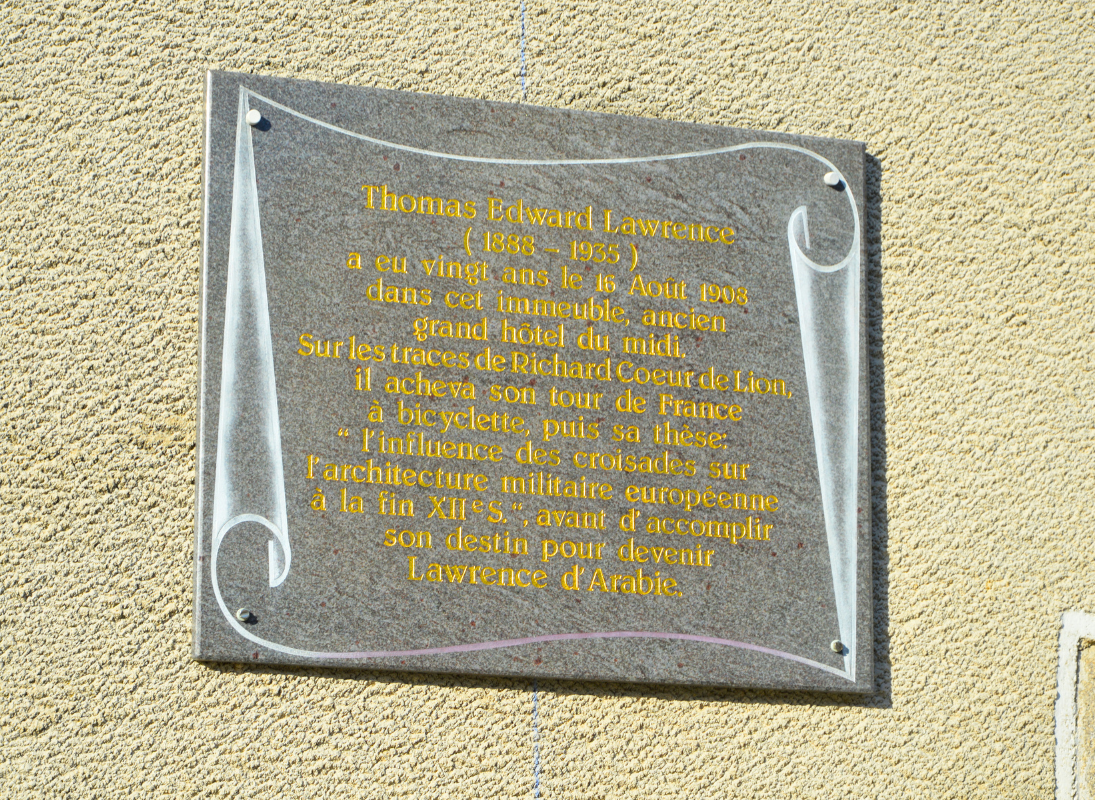 Thomas Edward Lawrence
( 1888 – 1935 )
a eu vingt ans le 16 Août 1908
dans cet immeuble, ancien
grand hôtel du midi.
Sur les traces de Richard Coeur de Lion,
il acheva son tour de France
à bicyclette, puis sa thèse:
“ l'influence des croisades sur
l'architecture militaire européenne
à la fin XIIe S.“, avant d'accomplir
son destin pour devenir
Lawrence d'Arabie.